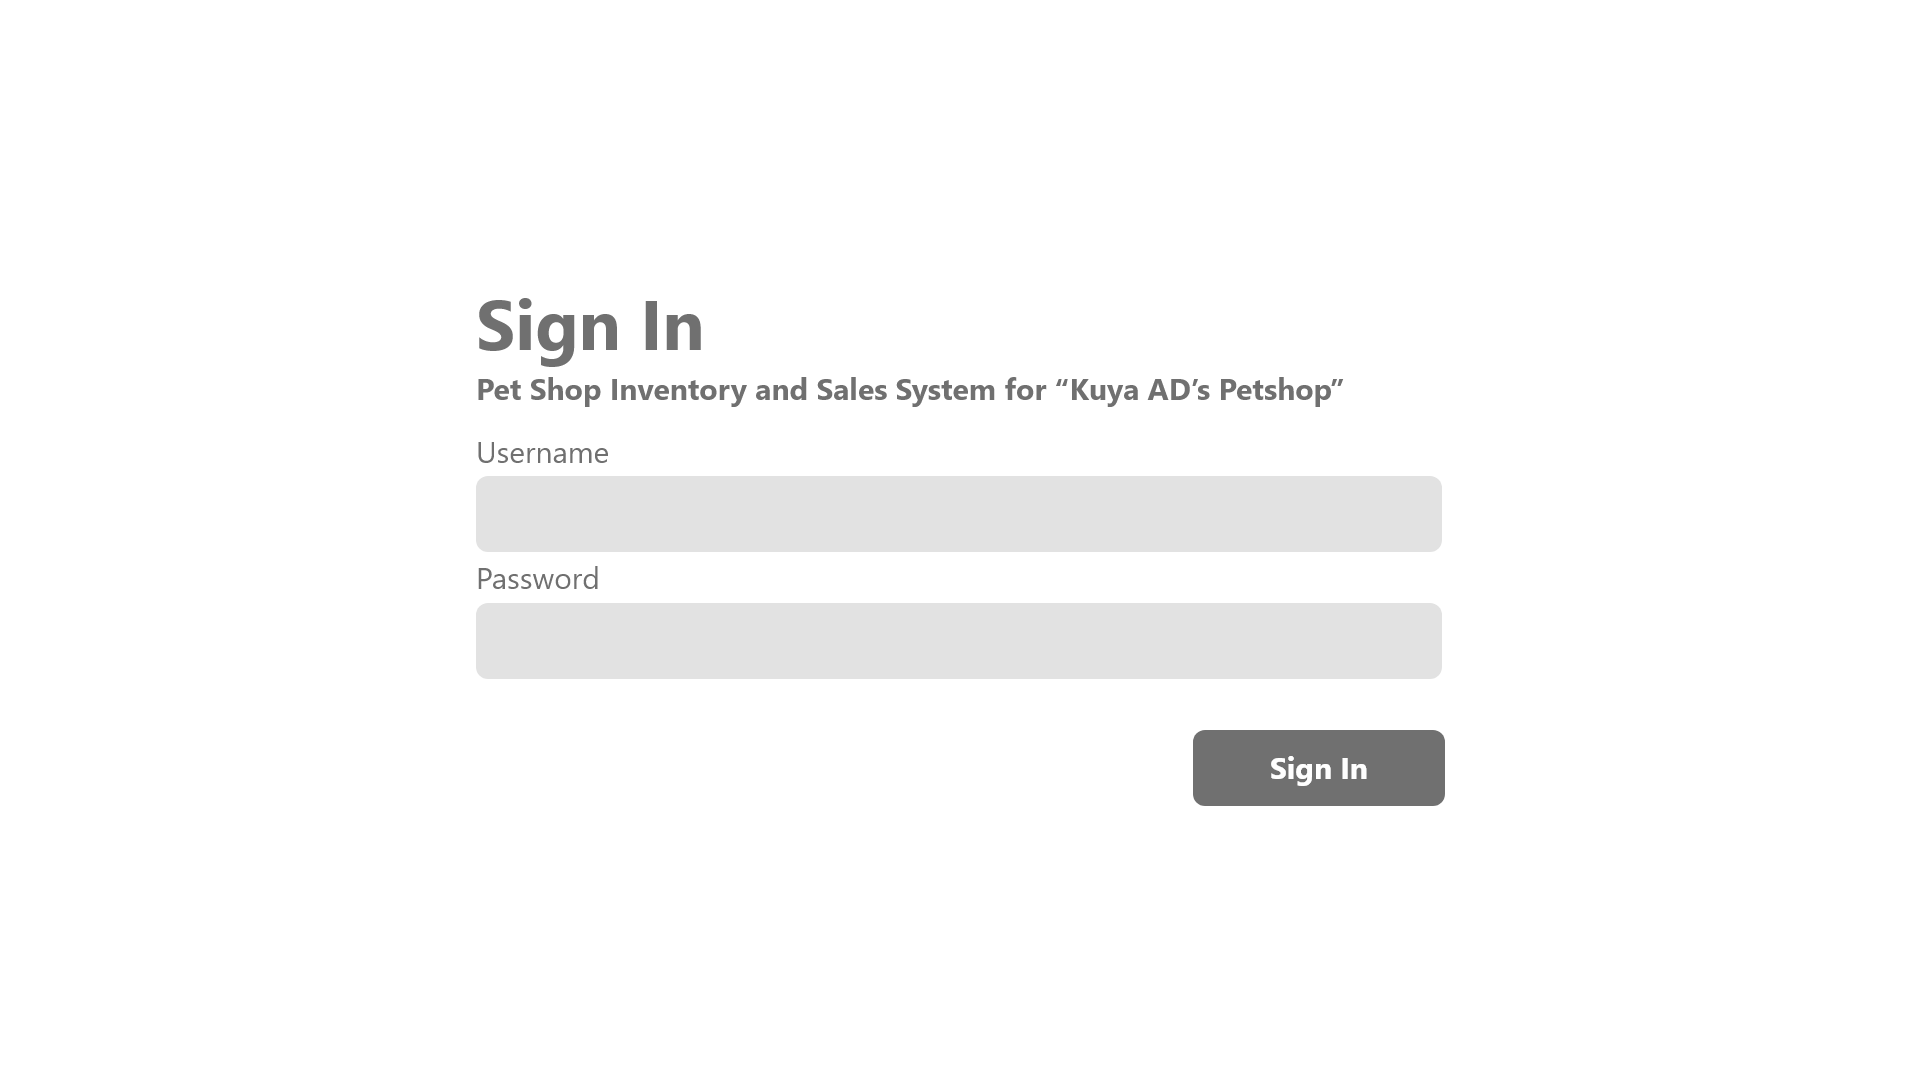 Sign In
Pet Shop Inventory and Sales System for “Kuya AD’s Petshop”
Username
Password
Sign In